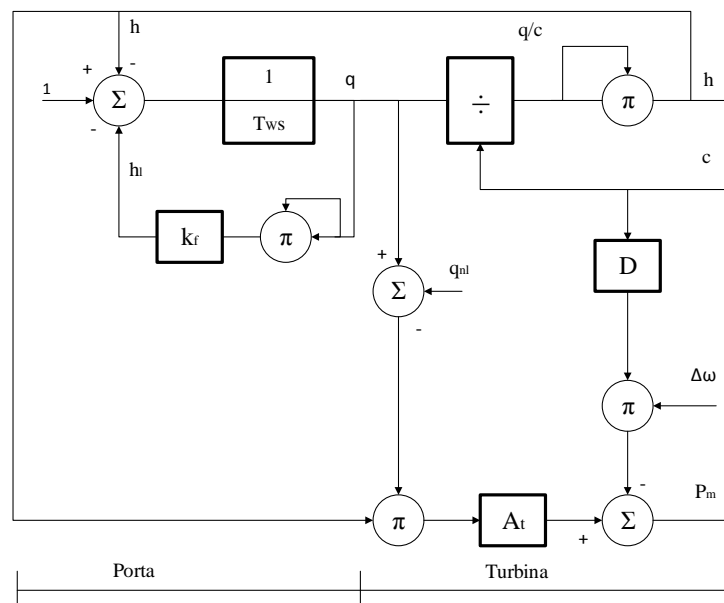 h
q/c
+
-
1
Σ
-
1
Tws
q
÷
π
h
c
hl
kf
π
D
+
Σ
qnl
-
Δω
π
-
Pm
π
At
+
Σ
Porta
Turbina